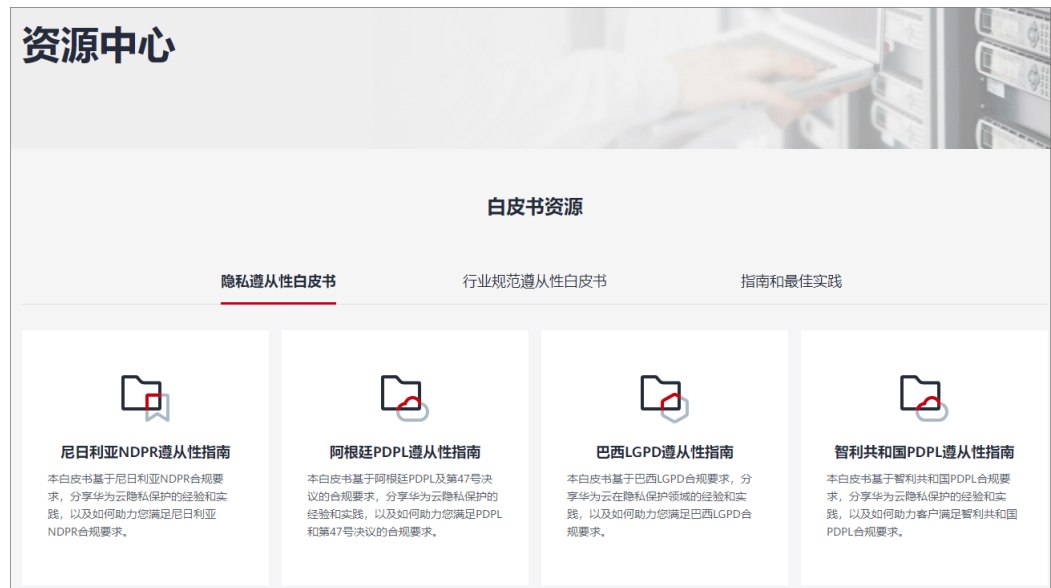 资源中心
白皮书资源
隐私遵从性白皮书
行业规范遵从性白皮书
指南和最佳实践
尼日利亚NDPR遵从性指南
本白皮书基于尼日利亚NDPR合规要
求，分享华为云隐私保护的经验和实
践，以及如何助力您满足尼日利亚
NDPR合规要求。
阿根廷PDPL遵从性指南
本白皮书基于阿根廷PDPL及第47号决
议的合规要求，分享华为云隐私保护的
经验和实践，以及如何助力您满足PDPL
和第47号决议的合规要求。
巴西LGPD遵从性指南
本白皮书基于巴西LGPD合规要求，分
享华为云在隐私保护领域的经验和实
践，以及如何助力您满足巴西LGPD合
规要求。
智利共和国PDPL遵从性指南
本白皮书基于智利共和国PDPL合规要
求，分享华为云隐私保护的经验和实
践，以及如何助力客户满足智利共和国
PDPL合规要求。